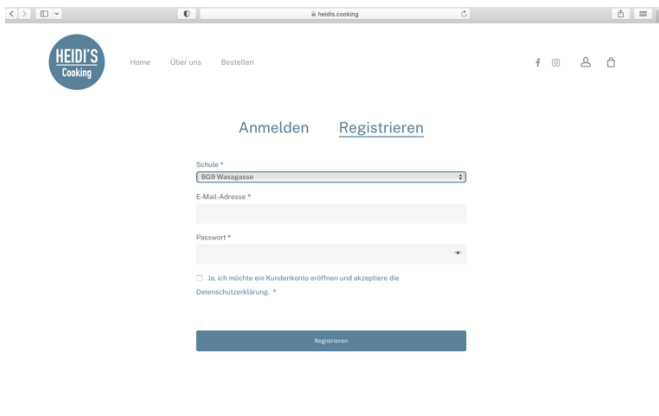 heidis.cooking
HEIDI'S
Cooking
Home Über uns Bestellen
Anmelden Registrieren
Schule *
BG9 Wasagasse
E-Mail-Adresse *
Passwort *
Ja, ich möchte ein Kundenkonto eröffnen und akzeptiere die
Datenschutzerklärung. *
Registrieren